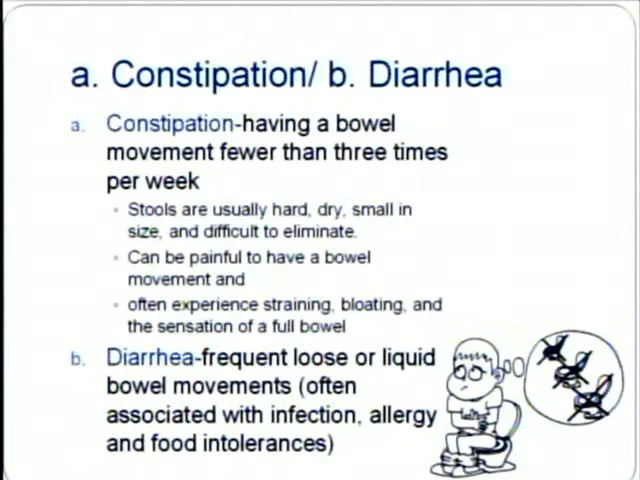 a. Constipation/ b. Diarrhea
a. Constipation-having a bowel
movement fewer than three times
per week
• Stools are usually hard, dry, small in
size, and difficult to eliminate.
• Can be painful to have a bowel
movement and
• often experience straining, bloating, and
the sensation of a full bowel
b. Diarrhea-frequent loose or liquid
bowel movements (often
associated with infection, allergy
and food intolerances)